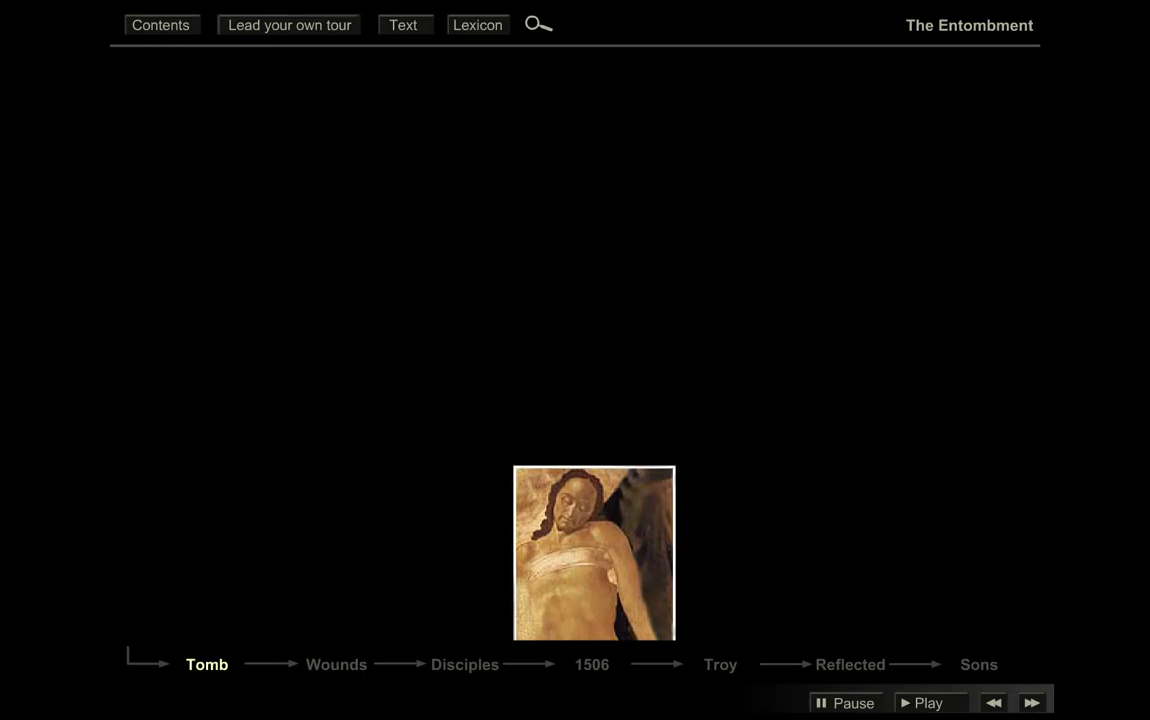 Contents Lead your own tour Text Lexicon The Entombment
Tomb Wounds Disciples 1506 Troy Reflected Sons
Pause Play